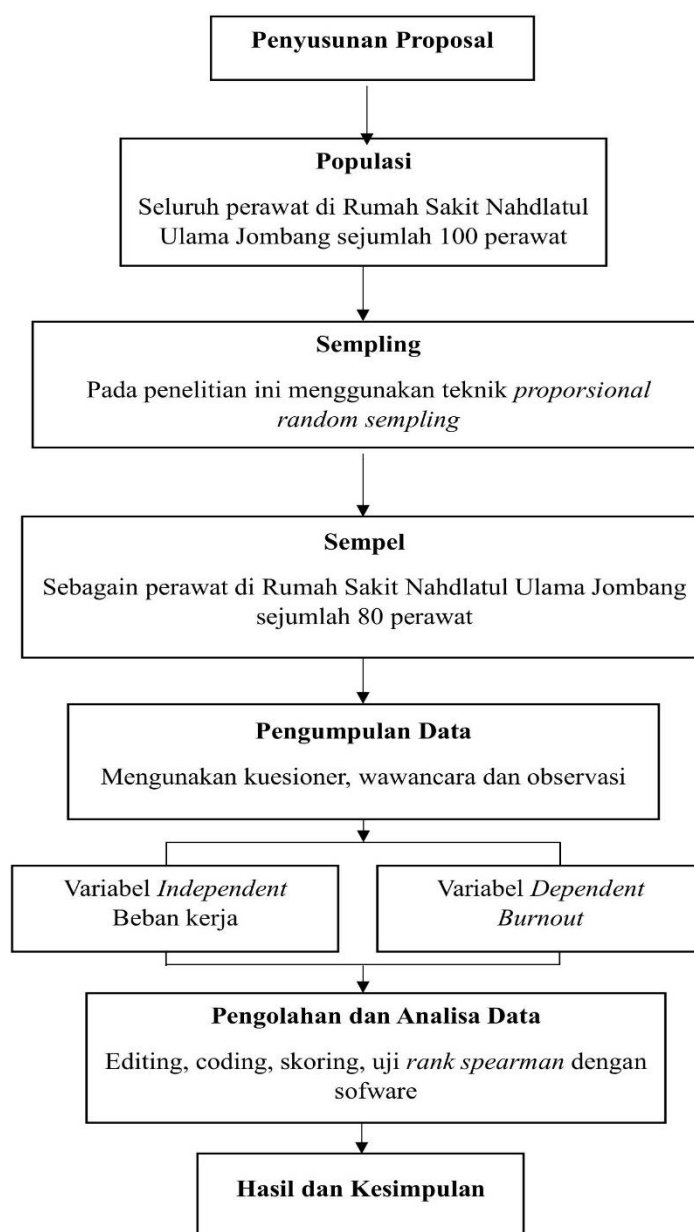 Penyusunan Proposal
Populasi
Seluruh perawat di Rumah Sakit Nahdlatul
Ulama Jombang sejumlah 100 perawat
Sempling
Pada penelitian ini menggunakan teknik proporsional
random sempling
Sempel
Sebagain perawat di Rumah Sakit Nahdlatul Ulama Jombang
sejumlah 80 perawat
Pengumpulan Data
Mengunakan kuesioner, wawancara dan observasi
Variabel Independent
Beban kerja
Variabel Dependent
Burnout
Pengolahan dan Analisa Data
Editing, coding, skoring, uji rank spearman dengan
sofware
Hasil dan Kesimpulan